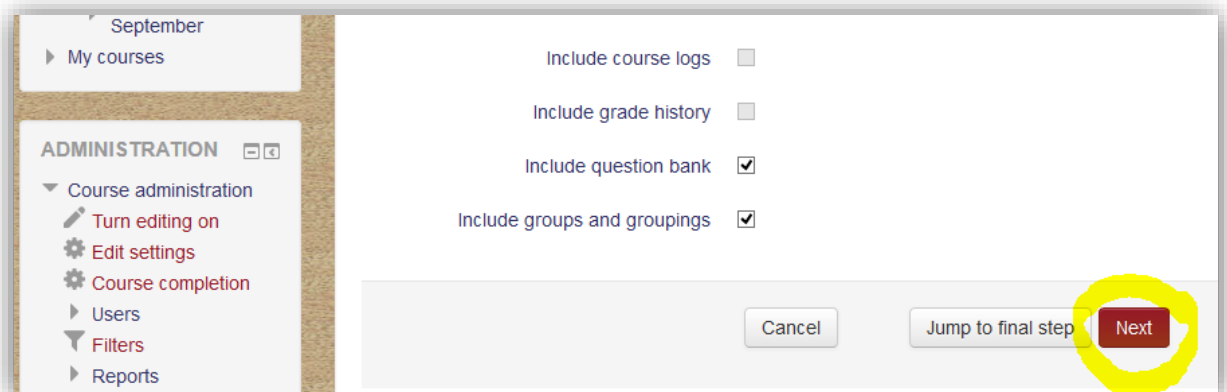 September
My courses
ADMINISTRATION
Course administration
Turn editing on
Edit settings
Course completion
Users
Filters
Reports
Include course logs
Include grade history
Include question bank
Include groups and groupings
Cancel
Jump to final step
Next